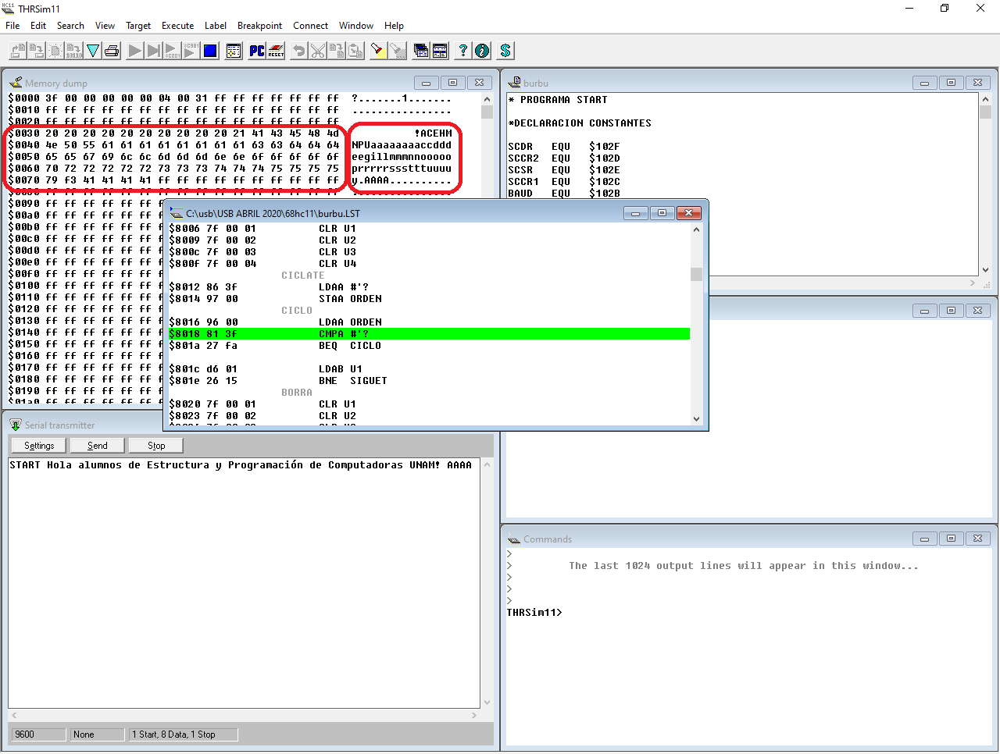 THRSim11
File Edit Search View Target Execute Label Breakpoint Connect Window Help
Memory dump
$0000 3f 00 00 00 00 00 04 00 31 ff ff ff ff ff ff ff ?.......1.......
$0010 ff ff ff ff ff ff ff ff ff ff ff ff ff ff ff ff ................
$0020 ff ff ff ff ff ff ff ff ff ff ff ff ff ff ff ff
$0030 20 20 20 20 20 20 20 20 20 20 21 41 43 45 48 4d !ACEHM
$0040 4e 50 55 61 61 61 61 61 61 61 61 63 63 64 64 64 NPUaaaaaaaaccddd
$0050 65 65 67 69 6c 6c 6d 6d 6d 6e 6e 6f 6f 6f 6f 6f eegillmmmnnooooo
$0060 70 72 72 72 72 72 73 73 73 74 74 74 75 75 75 75 prrrrrssstttuuuu
$0070 79 f3 41 41 41 41 ff ff ff ff ff ff ff ff ff ff y.AAAA..........
$0090 ff ff ff ff ff ff
$00a0 ff ff ff ff ff ff
$00b0 ff ff ff ff ff ff
$00c0 ff ff ff ff ff ff
$00d0 ff ff ff ff ff ff
$00e0 ff ff ff ff ff ff
$00f0 ff ff ff ff ff ff
$0100 ff ff ff ff ff ff
$0110 ff ff ff ff ff ff
$0120 ff ff ff ff ff ff
$0130 ff ff ff ff ff ff
$0140 ff ff ff ff ff ff
$0150 ff ff ff ff ff ff
$0160 ff ff ff ff ff ff
$0170 ff ff ff ff ff ff
$0180 ff ff ff ff ff ff
$0190 ff ff ff ff ff ff
$01a0 ff ff ff ff ff ff
burbu
* PROGRAMA START
*DECLARACION CONSTANTES
SCDR EQU $102F
SCCR2 EQU $102D
SCSR EQU $102E
SCCR1 EQU $102C
BAUD EQU $102B
C:\usb\USB ABRIL 2020\68hc11\burbu.LST
$8006 7f 00 01 CLR U1
$8009 7f 00 02 CLR U2
$800c 7f 00 03 CLR U3
$800f 7f 00 04 CLR U4
CICLATE
$8012 86 3f LDAA #'?
$8014 97 00 STAA ORDEN
CICLO
$8016 96 00 LDAA ORDEN
$8018 81 3f CMPA #'?
$801a 27 fa BEQ CICLO
$801c d6 01 LDAB U1
$801e 26 15 BNE SIGUET
BORRA
$8020 7f 00 01 CLR U1
$8023 7f 00 02 CLR U2
Serial transmitter
Settings Send Stop
START Hola alumnos de Estructura y Programación de Computadoras UNAM! AAAA
9600 None 1 Start, 8 Data, 1 Stop
Commands
>
> The last 1024 output lines will appear in this window...
>
>
>
THRSim11>